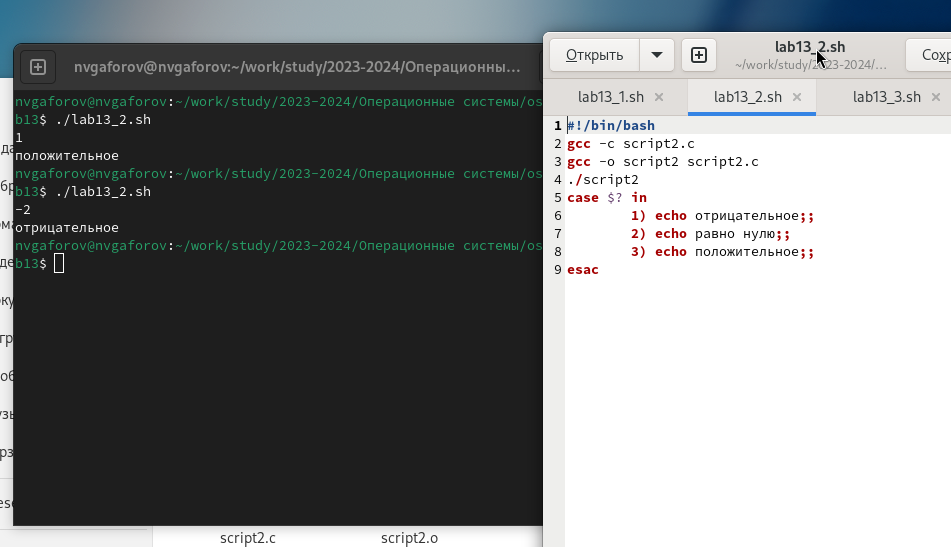 nvgaforov@nvgaforov:~/work/study/2023-2024/Операционны...
nvgaforov@nvgaforov:~/work/study/2023-2024/Операционные системы/os
b13$ ./lab13_2.sh
1
положительное
nvgaforov@nvgaforov:~/work/study/2023-2024/Операционные системы/os
b13$ ./lab13_2.sh
-2
отрицательное
nvgaforov@nvgaforov:~/work/study/2023-2024/Операционные системы/os
b13$
script2.c script2.o
Открыть
lab13_2.sh
~/work/study/2023-2024/...
Сохр
lab13_1.sh × lab13_2.sh × lab13_3.sh ×
1 #!/bin/bash
2 gcc -c script2.c
3 gcc -o script2 script2.c
4 ./script2
5 case $? in
6 1) echo отрицательное;;
7 2) echo равно нулю;;
8 3) echo положительное;;
9 esac